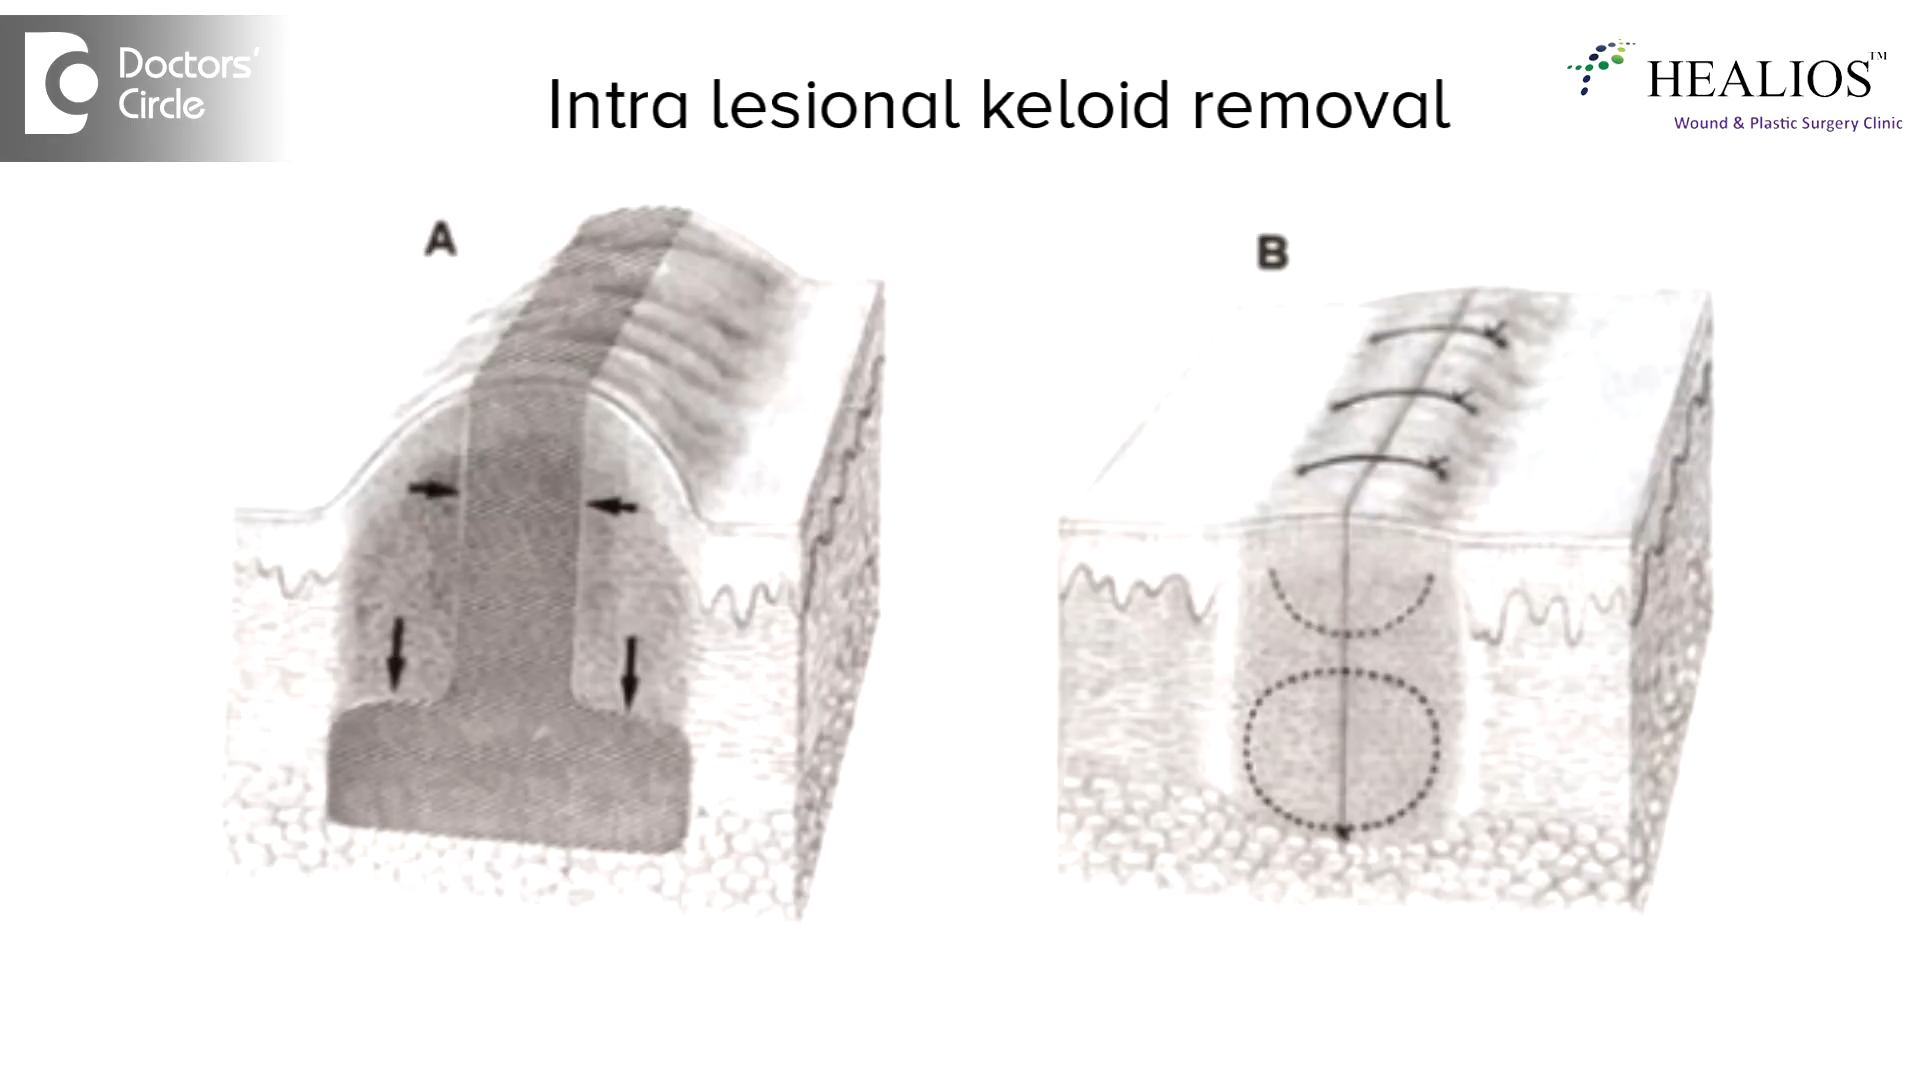 Doctors'
Circle
Intra lesional keloid removal
HEALIOS™
Wound & Plastic Surgery Clinic
A
B